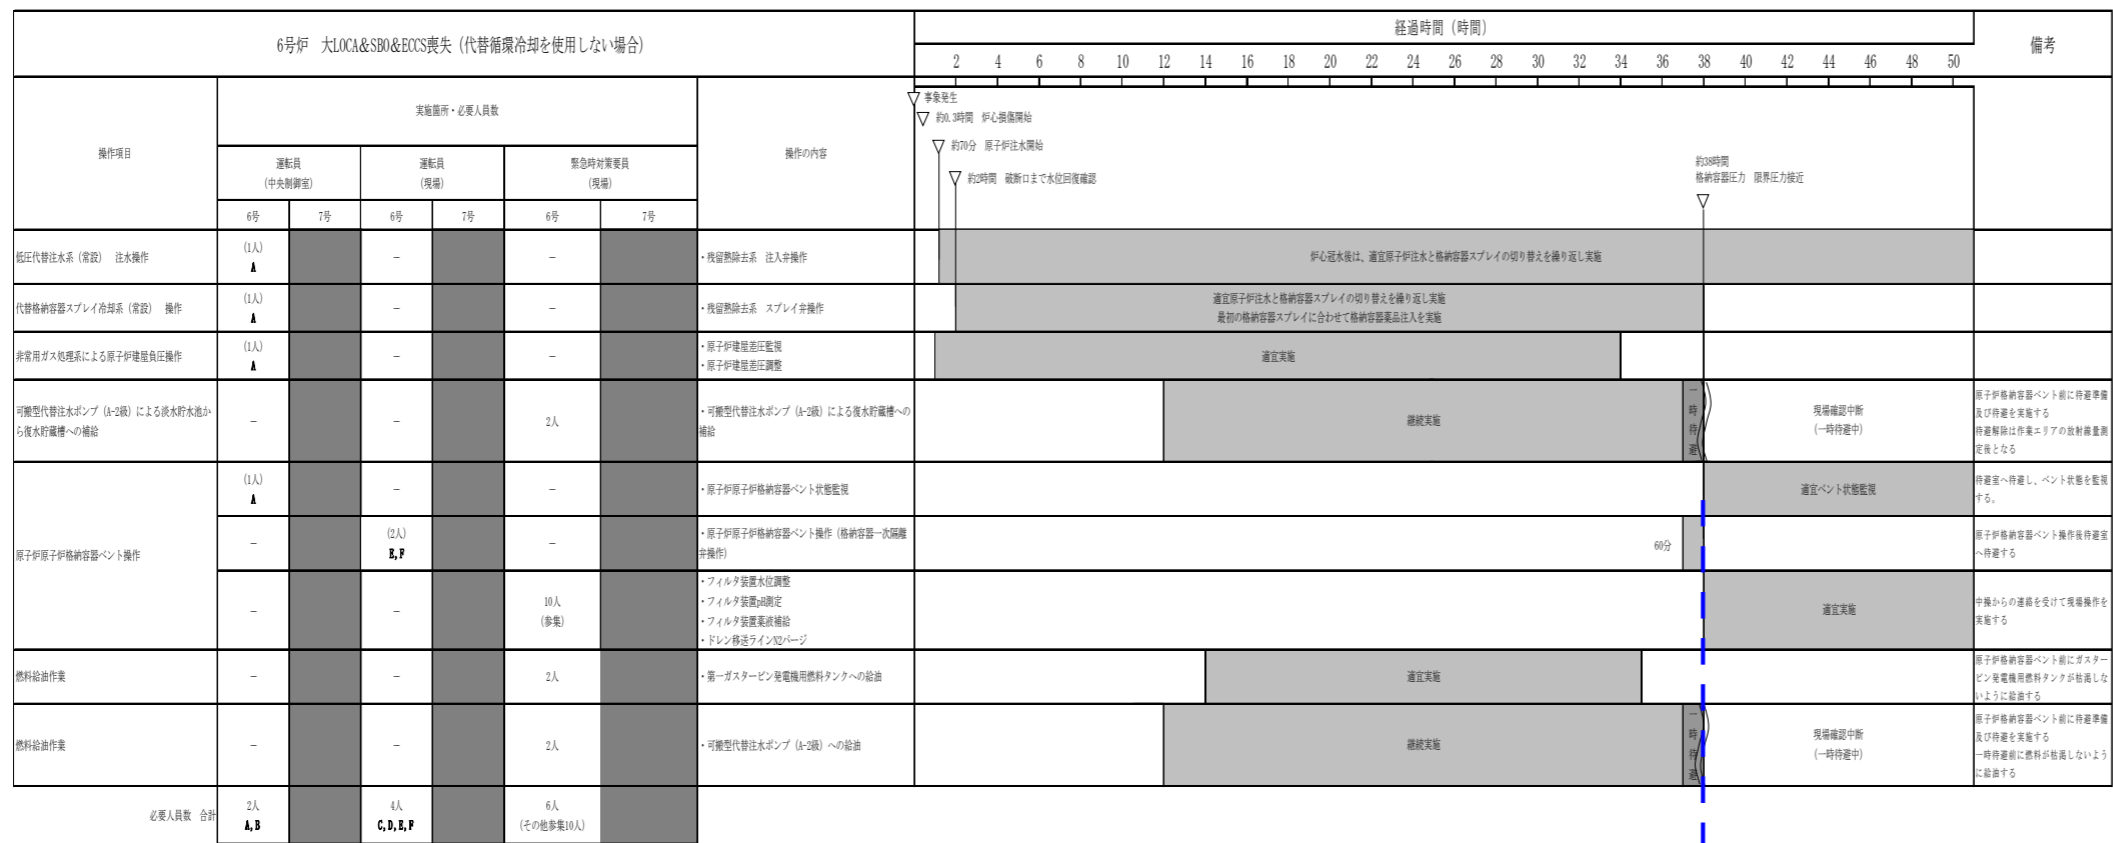 6号炉 大LOCA&SBO&ECCS喪失（代替循環冷却を使用しない場合）
経過時間（時間）
備考
2 4 6 8 10 12 14 16 18 20 22 24 26 28 30 32 34 36 38 40 42 44 46 48 50
操作項目
実施箇所・必要人員数
操作の内容
運転員
（中央制御室）
運転員
（現場）
緊急時対策要員
（現場）
6号 7号 6号 7号 6号 7号
事象発生
約0.3時間 炉心損傷開始
約70分 原子炉注水開始
約2時間 破断口まで水位回復確認
約38時間
格納容器圧力 限界圧力接近
低圧代替注水系（常設） 注水操作
（1人）
A
－
－
・残留熱除去系 注入弁操作
炉心冠水後は、適宜原子炉注水と格納容器スプレイの切り替えを繰り返し実施
代替格納容器スプレイ冷却系（常設） 操作
（1人）
A
－
－
・残留熱除去系 スプレイ弁操作
適宜原子炉注水と格納容器スプレイの切り替えを繰り返し実施
最初の格納容器スプレイに合わせて格納容器薬品注入を実施
非常用ガス処理系による原子炉建屋負圧操作
（1人）
A
－
－
・原子炉建屋差圧監視
・原子炉建屋差圧調整
適宜実施
可搬型代替注水ポンプ（A-2級）による淡水貯水池か
ら復水貯蔵槽への補給
－
－
2人
・可搬型代替注水ポンプ（A-2級）による復水貯蔵槽への
補給
継続実施
一
時
待
避
現場確認中断
（一時待避中）
原子炉格納容器ベント前に待避準備
及び待避を実施する
待避解除は作業エリアの放射線量測
定後となる
原子炉原子炉格納容器ベント操作
（1人）
A
－
－
・原子炉原子炉格納容器ベント状態監視
適宜ベント状態監視
待避室へ待避し、ベント状態を監視
する。
－
（2人）
E,F
－
・原子炉原子炉格納容器ベント操作（格納容器一次隔離
弁操作）
60分
原子炉格納容器ベント操作後待避室
へ待避する
－
－
10人
（参集）
・フィルタ装置水位調整
・フィルタ装置pH測定
・フィルタ装置薬液補給
・ドレン移送ラインN2パージ
適宜実施
中操からの連絡を受けて現場操作を
実施する
燃料給油作業
－
－
2人
・第一ガスタービン発電機用燃料タンクへの給油
適宜実施
原子炉格納容器ベント前にガスター
ビン発電機用燃料タンクが枯渇しな
いように給油する
燃料給油作業
－
－
2人
・可搬型代替注水ポンプ（A-2級）への給油
継続実施
一
時
待
避
現場確認中断
（一時待避中）
原子炉格納容器ベント前に待避準備
及び待避を実施する
一時待避前に燃料が枯渇しないよう
に給油する
必要人員数 合計
2人
A,B
4人
C,D,E,F
6人
（その他参集10人）